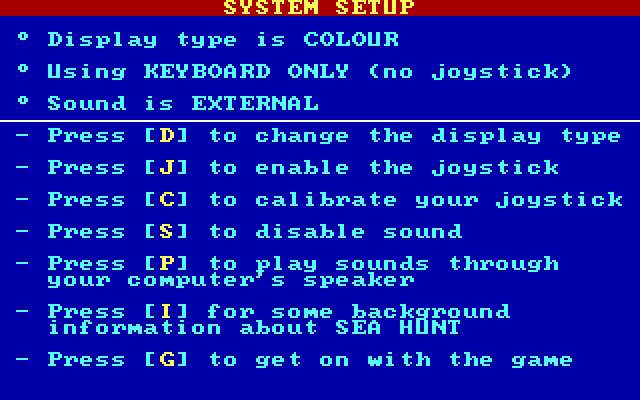 SYSTEM SETUP
° Display type is COLOUR
° Using KEYBOARD ONLY (no joystick)
° Sound is EXTERNAL
- Press [D] to change the display type
- Press [J] to enable the joystick
- Press [C] to calibrate your joystick
- Press [S] to disable sound
- Press [P] to play sounds through
your computer's speaker
- Press [I] for some background
information about SEA HUNT
- Press [G] to get on with the game